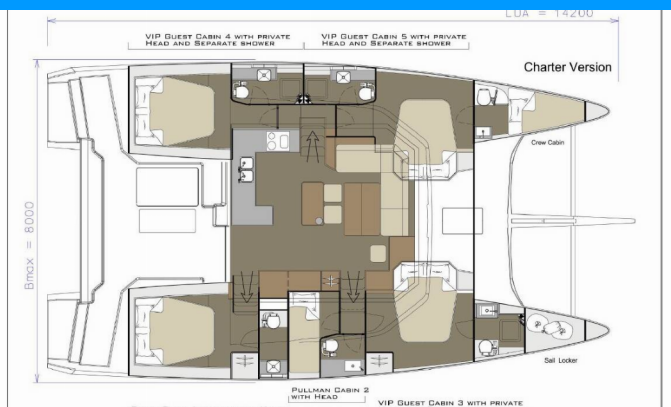 LOA = 14200
VIP GUEST CABIN 4 WITH PRIVATE
HEAD AND SEPARATE SHOWER
VIP GUEST CABIN 5 WITH PRIVATE
HEAD AND SEPARATE SHOWER
Charter Version
Crew Cabin
Bmax = 8000
Sail Locker
PULLMAN CABIN 2
WITH HEAD
VIP GUEST CABIN 3 WITH PRIVATE